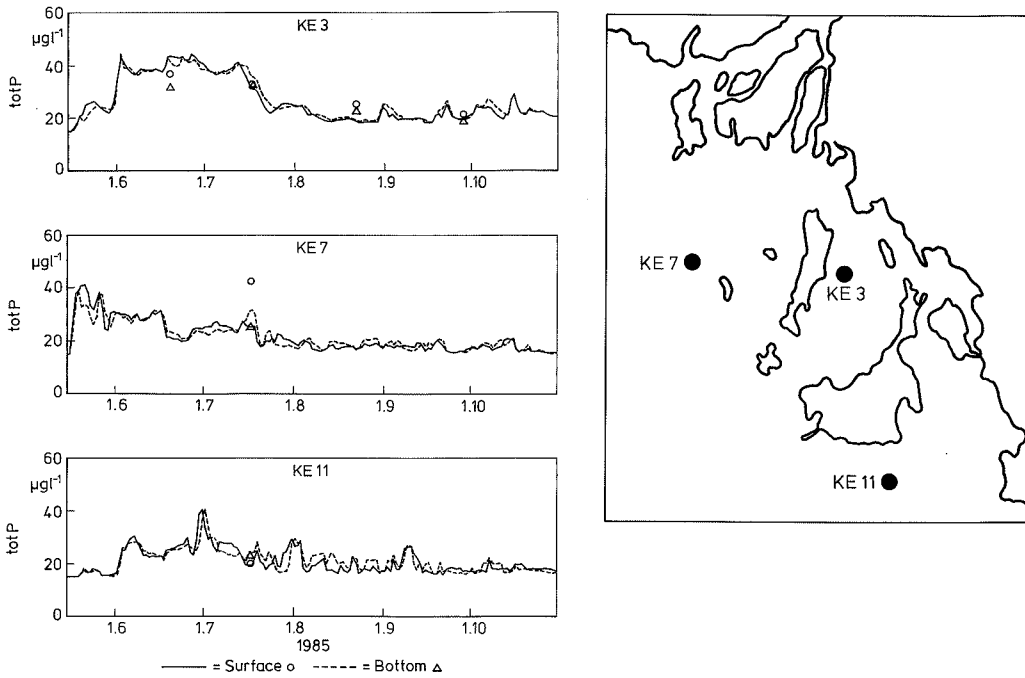 KE 3
60
µgl⁻¹
40
20
0
tot P
1.6 1.7 1.8 1.9 1.10
KE 7
60
µgl⁻¹
40
20
0
tot P
1.6 1.7 1.8 1.9 1.10
KE 11
60
µgl⁻¹
40
20
0
tot P
1.6 1.7 1.8 1.9 1.10
1985
= Surface = Bottom
KE 7
KE 3
KE 11